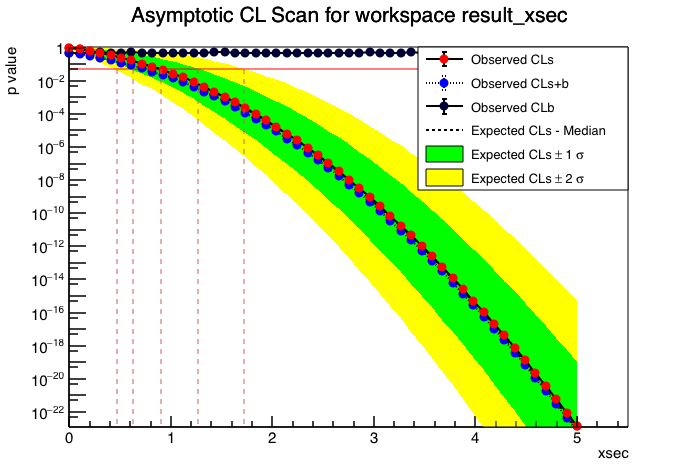 Asymptotic CL Scan for workspace result_xsec
p value
1
10−2
10−4
10−6
10−8
10−10
10−12
10−14
10−16
10−18
10−20
10−22
Observed CLs
Observed CLs+b
Observed CLb
Expected CLs - Median
Expected CLs ± 1 σ
Expected CLs ± 2 σ
0 1 2 3 4 5
xsec